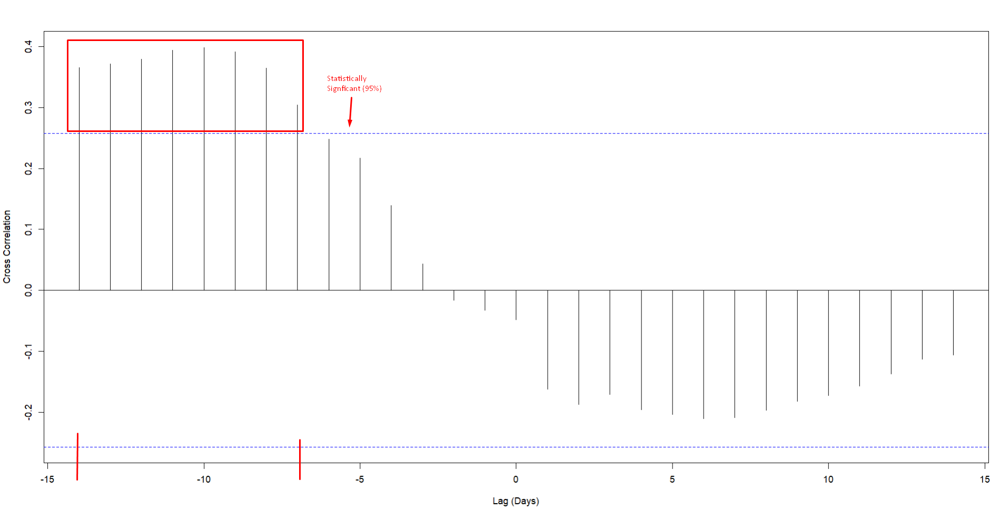 0.4
0.3
0.2
0.1
0.0
-0.1
-0.2
Cross Correlation
Statistically
Signficant (95%)
-15 -10 -5 0 5 10 15
Lag (Days)